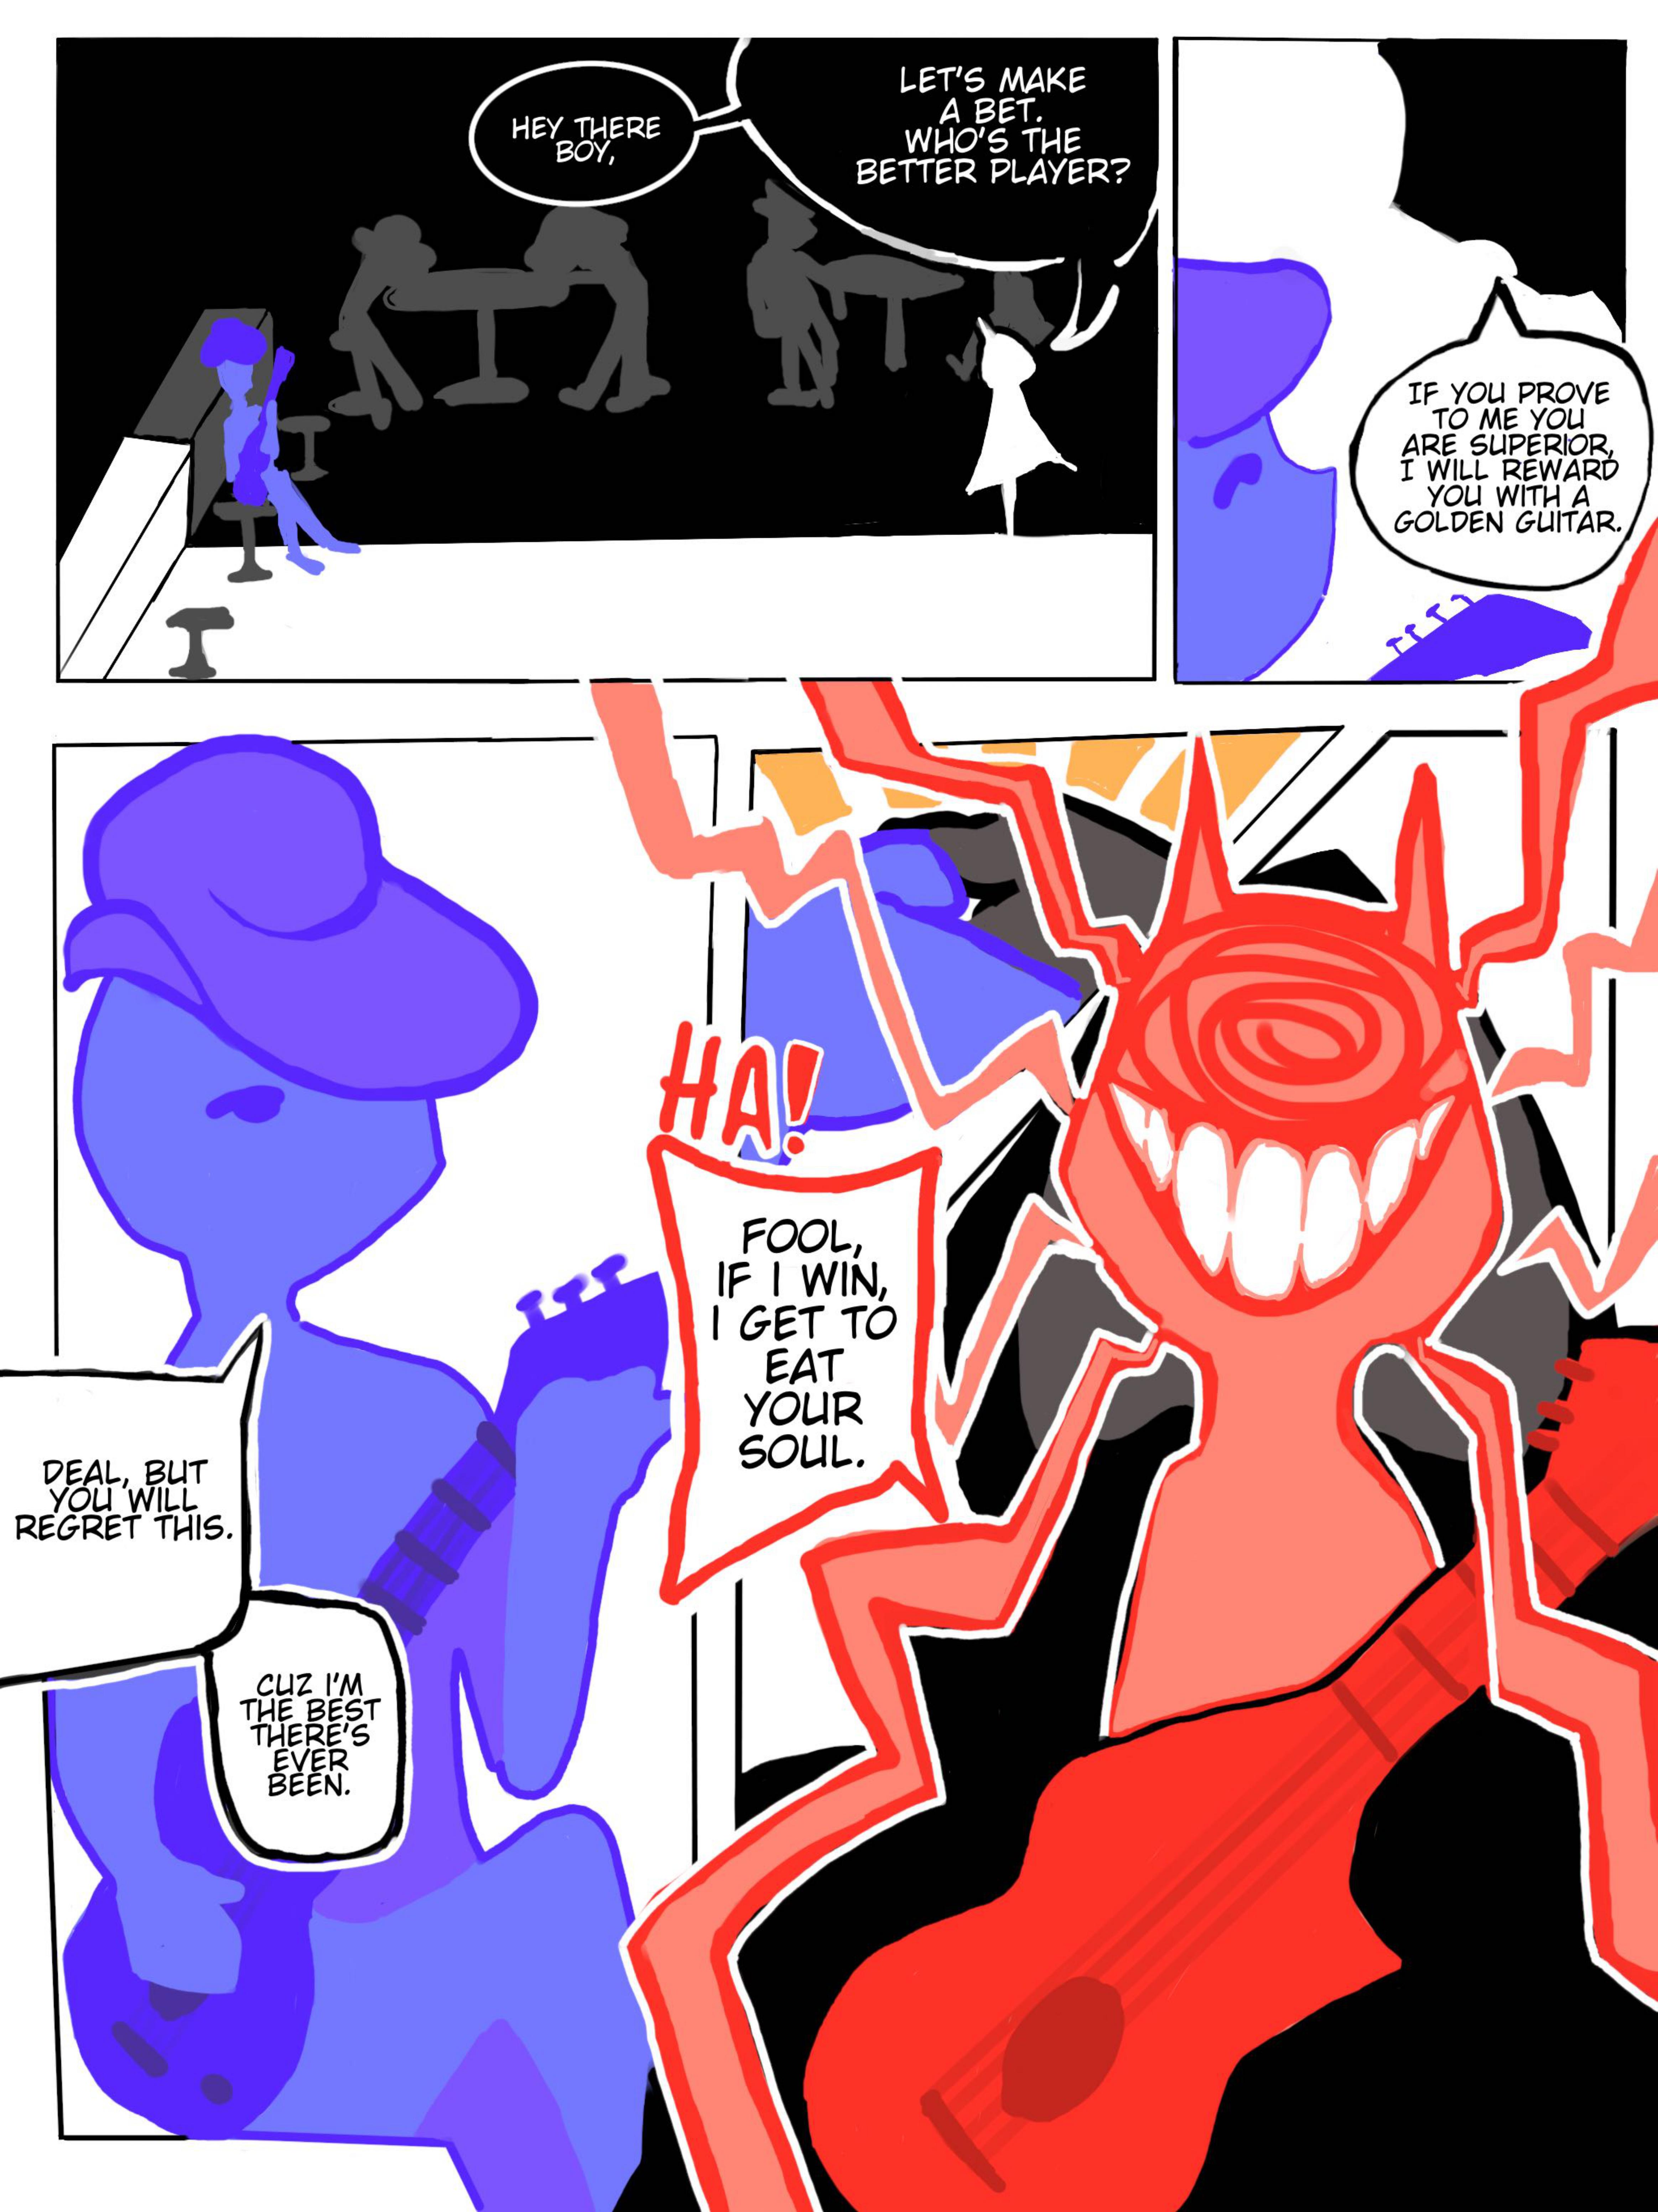 HEY THERE
BOY,
LET'S MAKE
A BET.
WHO'S THE
BETTER PLAYER?
IF YOU PROVE
TO ME YOU
ARE SUPERIOR,
I WILL REWARD
YOU WITH A
GOLDEN GUITAR.
DEAL, BUT
YOU WILL
REGRET THIS.
CUZ I'M
THE BEST
THERE'S
EVER
BEEN.
HA!
FOOL,
IF I WIN,
I GET TO
EAT
YOUR
SOUL.